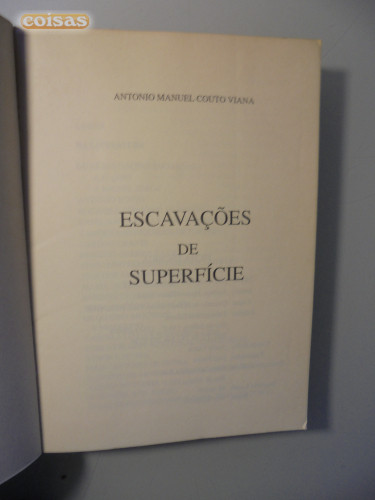 coisas
ANTONIO MANUEL COUTO VIANA
ESCAVAÇÕES
DE
SUPERFÍCIE